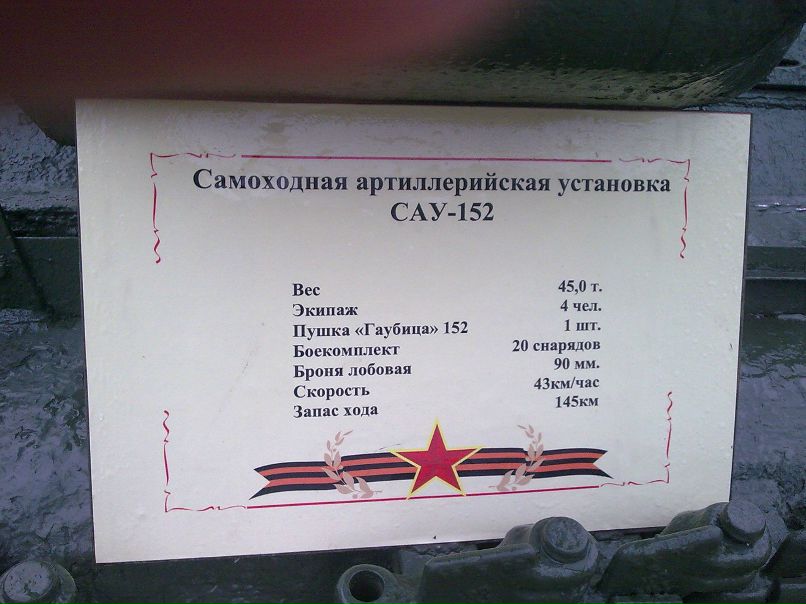 Самоходная артиллерийская установка
САУ-152
Вес 45,0 т.
Экипаж 4 чел.
Пушка «Гаубица» 152 1 шт.
Боекомплект 20 снарядов
Броня лобовая 90 мм.
Скорость 43км/час
Запас хода 145км